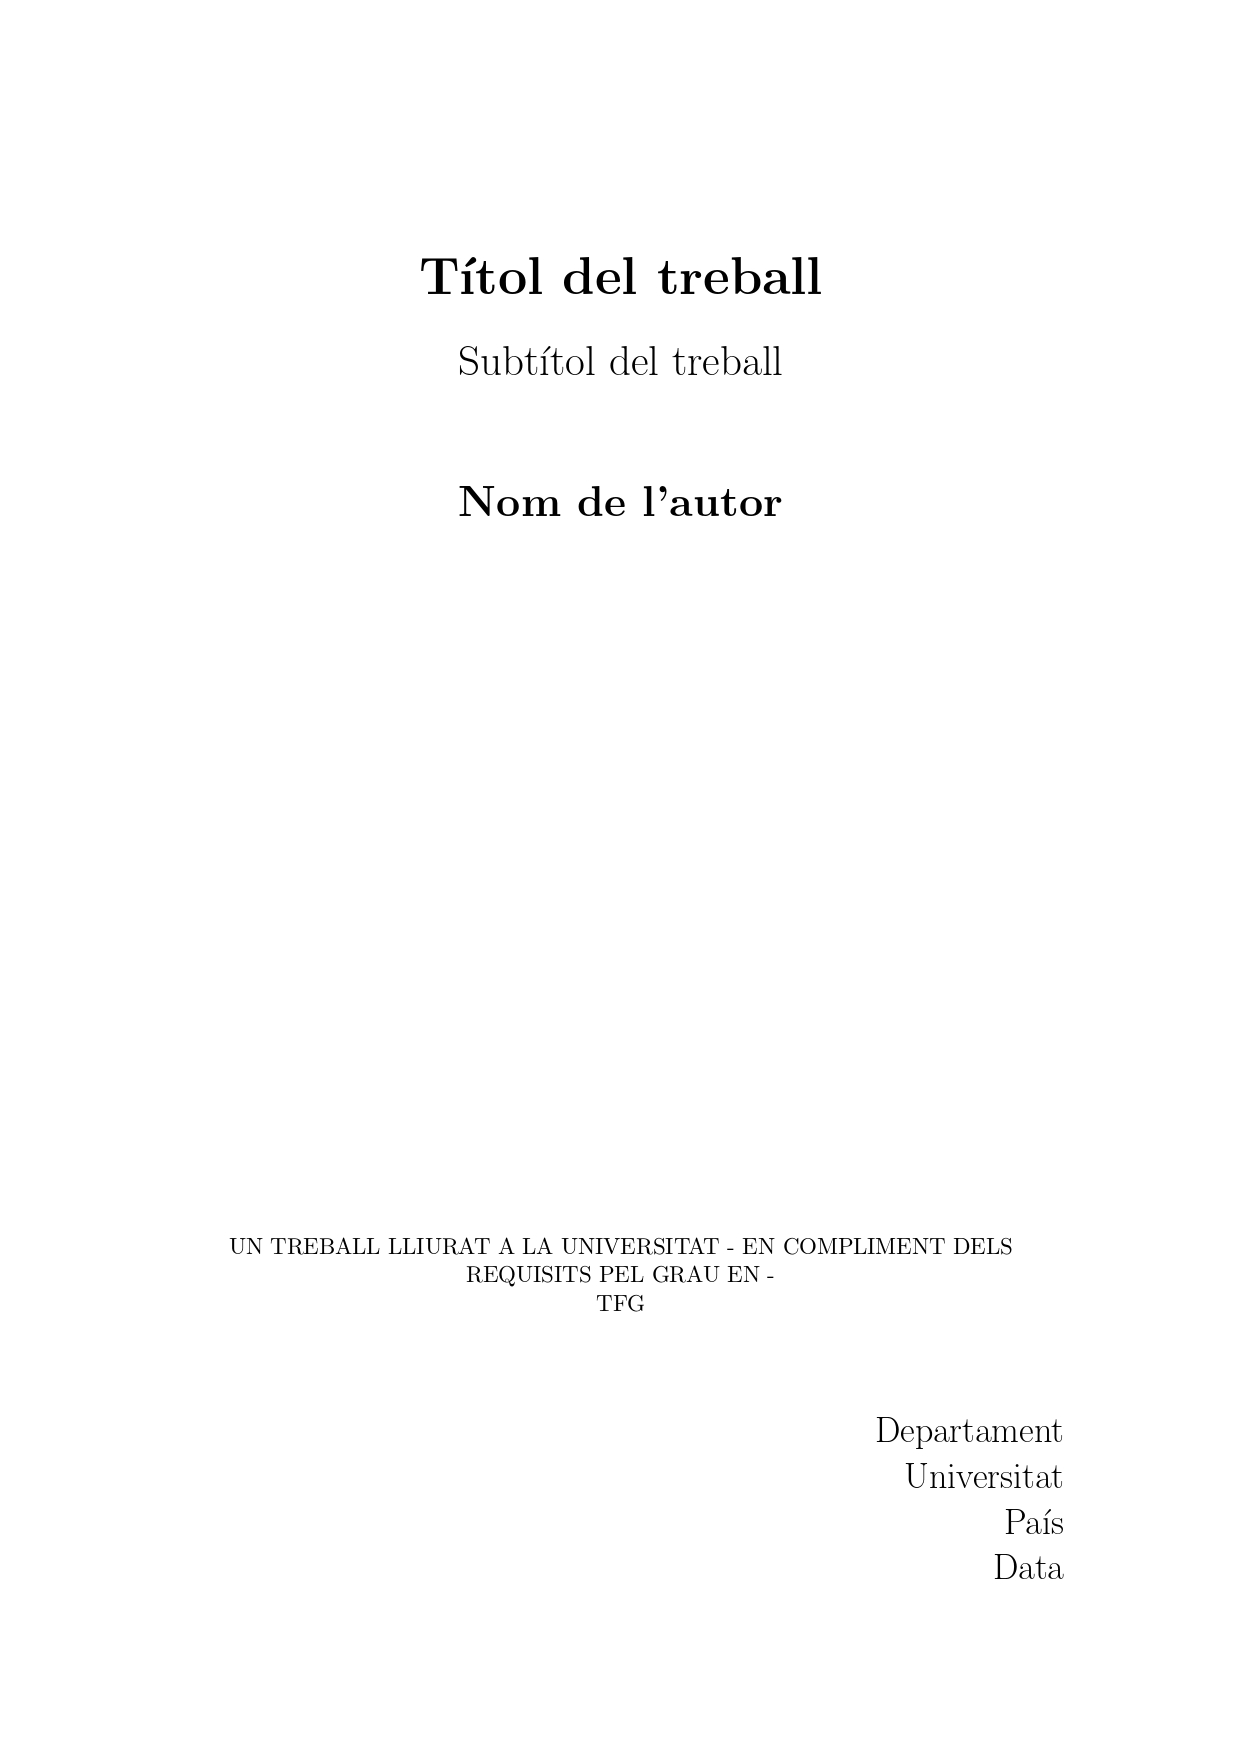 Títol del treball
Subtítol del treball
Nom de l'autor
UN TREBALL LLIURAT A LA UNIVERSITAT - EN COMPLIMENT DELS
REQUISITS PEL GRAU EN -
TFG
Departament
Universitat
País
Data